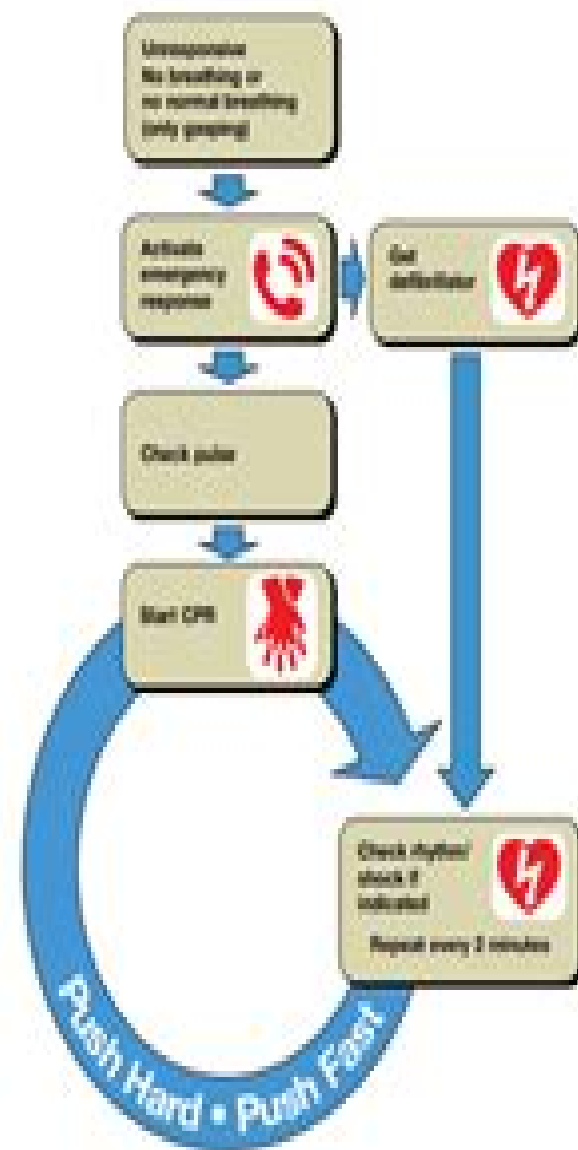 Unresponsive
No breathing or
no normal breathing
(only gasping)
Activate
emergency
response
Get
defibrillator
Check pulse
Start CPR
Check rhythm/
shock if
indicated
Repeat every 2 minutes
Push Hard • Push Fast